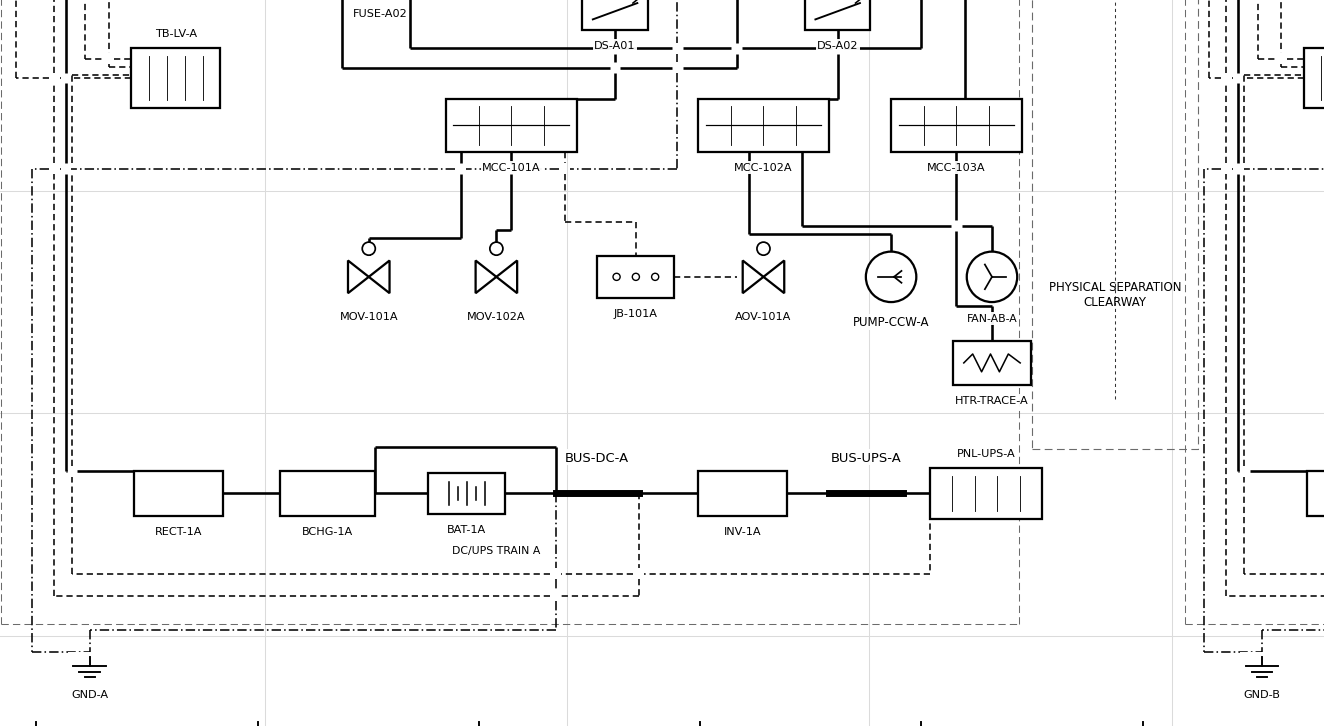 FUSE-A02
TB-LV-A
DS-A01
DS-A02
MCC-101A
MCC-102A
MCC-103A
MOV-101A
MOV-102A
JB-101A
AOV-101A
PUMP-CCW-A
FAN-AB-A
PHYSICAL SEPARATION
CLEARWAY
HTR-TRACE-A
BUS-DC-A
BUS-UPS-A
PNL-UPS-A
RECT-1A
BCHG-1A
BAT-1A
INV-1A
DC/UPS TRAIN A
GND-A
GND-B